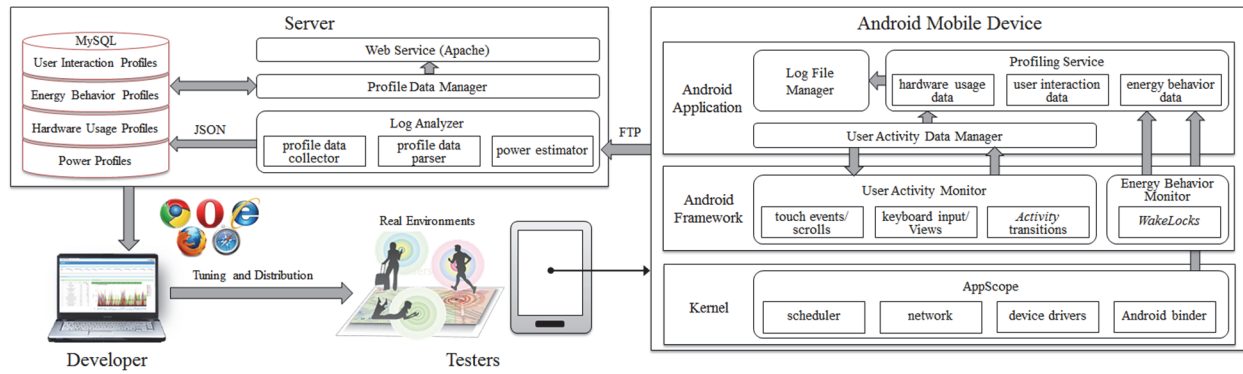 Server
MySQL
User Interaction Profiles
Energy Behavior Profiles
Hardware Usage Profiles
Power Profiles
Web Service (Apache)
Profile Data Manager
JSON
Log Analyzer
profile data
collector
profile data
parser
power estimator
FTP
Android Mobile Device
Android
Application
Log File
Manager
Profiling Service
hardware usage
data
user interaction
data
energy behavior
data
User Activity Data Manager
Android
Framework
User Activity Monitor
touch events/
scrolls
keyboard input/
Views
Activity
transitions
Energy Behavior
Monitor
WakeLocks
Kernel
AppScope
scheduler
network
device drivers
Android binder
Real Environments
Tuning and Distribution
Developer
Testers